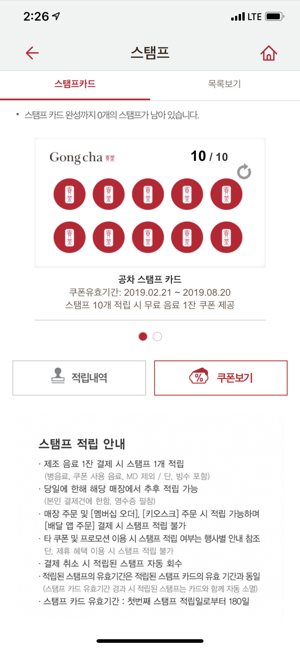 2:26
LTE
스탬프
스탬프카드
목록보기
• 스탬프 카드 완성까지 0개의 스탬프가 남아 있습니다.
Gong cha 貢茶
10 / 10
공차 스탬프 카드
쿠폰유효기간: 2019.02.21 ~ 2019.08.20
스탬프 10개 적립 시 무료 음료 1잔 쿠폰 제공
적립내역
쿠폰보기
스탬프 적립 안내
· 제조 음료 1잔 결제 시 스탬프 1개 적립
(병음료, 쿠폰 사용 음료, MD 제외 / 단, 빙수 포함)
· 당일에 한해 해당 매장에서 추후 적립 가능
(본인 결제건에 한함, 영수증 필참)
· 매장 주문 및 [멤버십 오더], [키오스크] 주문 시 적립 가능하며
[배달 앱 주문] 결제 시 스탬프 적립 불가
· 타 쿠폰 및 프로모션 이용 시 스탬프 적립 여부는 행사별 안내 참조
단, 제휴 혜택 이용 시 스탬프 적립 불가
· 결제 취소 시 적립된 스탬프 자동 회수
· 적립된 스탬프의 유효기간은 적립된 스탬프 카드의 유효 기간과 동일
(스탬프카드 유효기간 경과 시 적립된 스탬프는 카드와 함께 자동 소멸)
· 스탬프 카드 유효기간 : 첫번째 스탬프 적립일로부터 180일